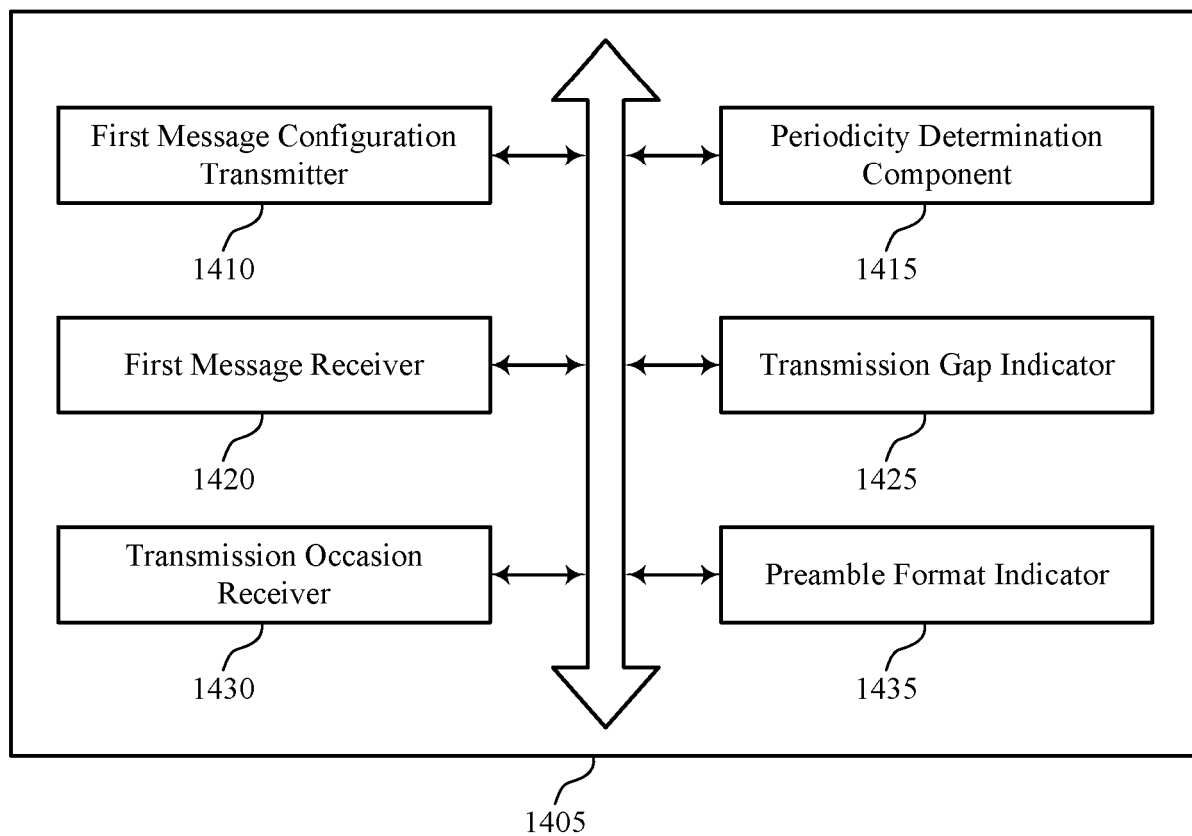 First Message Configuration
Transmitter
1410
Periodicity Determination
Component
1415
First Message Receiver
1420
Transmission Gap Indicator
1425
Transmission Occasion
Receiver
1430
Preamble Format Indicator
1435
1405